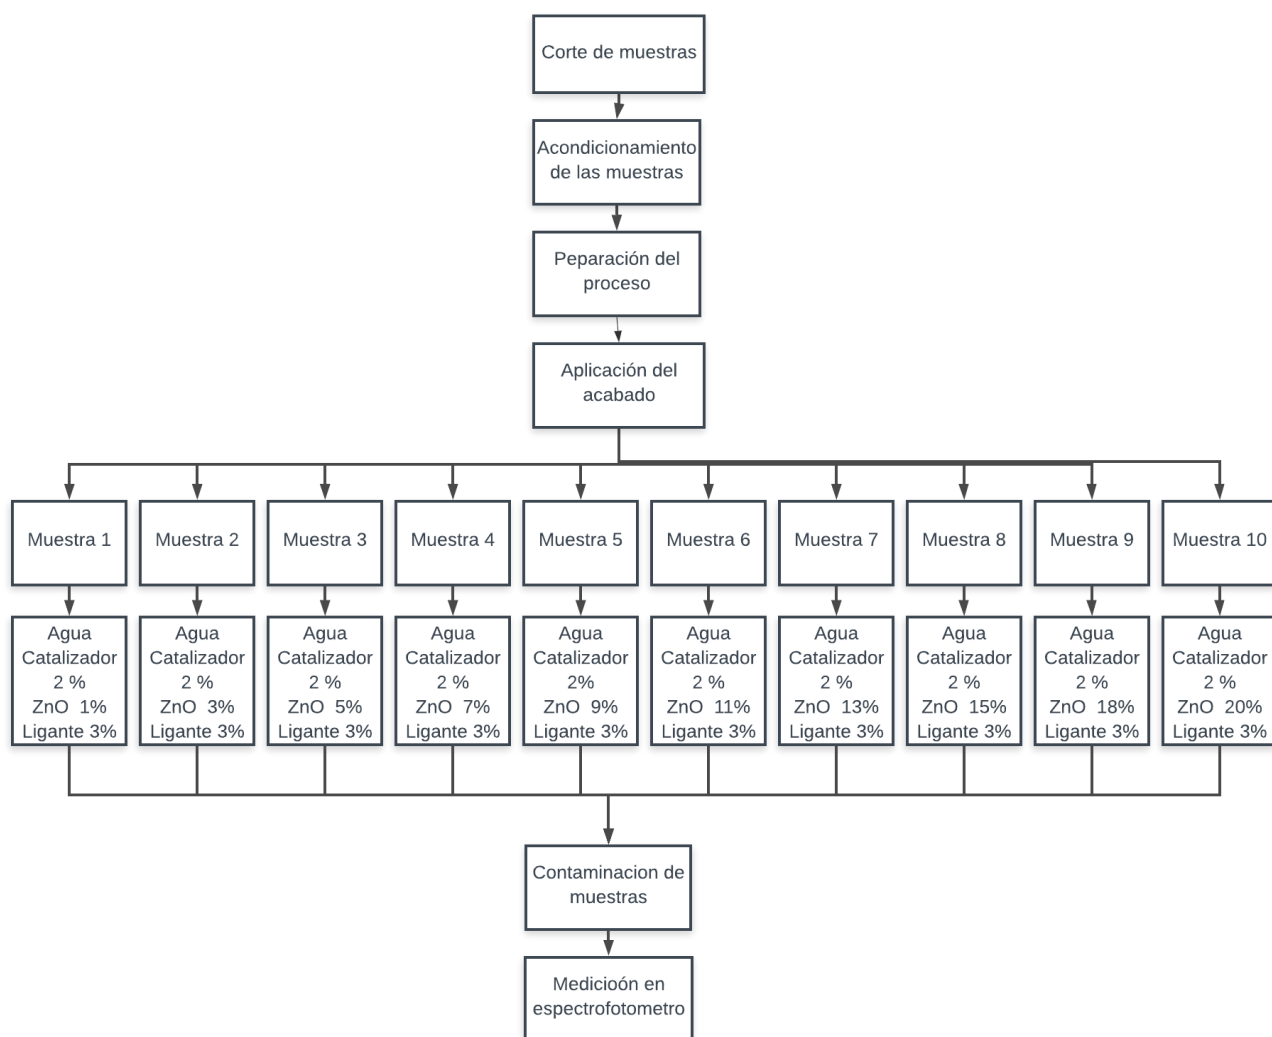 Corte de muestras
Acondicionamiento
de las muestras
Peparación del
proceso
Aplicación del
acabado
Muestra 1
Muestra 2
Muestra 3
Muestra 4
Muestra 5
Muestra 6
Muestra 7
Muestra 8
Muestra 9
Muestra 10
Agua
Catalizador
2 %
ZnO 1%
Ligante 3%
Agua
Catalizador
2 %
ZnO 3%
Ligante 3%
Agua
Catalizador
2 %
ZnO 5%
Ligante 3%
Agua
Catalizador
2 %
ZnO 7%
Ligante 3%
Agua
Catalizador
2%
ZnO 9%
Ligante 3%
Agua
Catalizador
2 %
ZnO 11%
Ligante 3%
Agua
Catalizador
2 %
ZnO 13%
Ligante 3%
Agua
Catalizador
2 %
ZnO 15%
Ligante 3%
Agua
Catalizador
2 %
ZnO 18%
Ligante 3%
Agua
Catalizador
2 %
ZnO 20%
Ligante 3%
Contaminacion de
muestras
Medicioón en
espectrofotometro